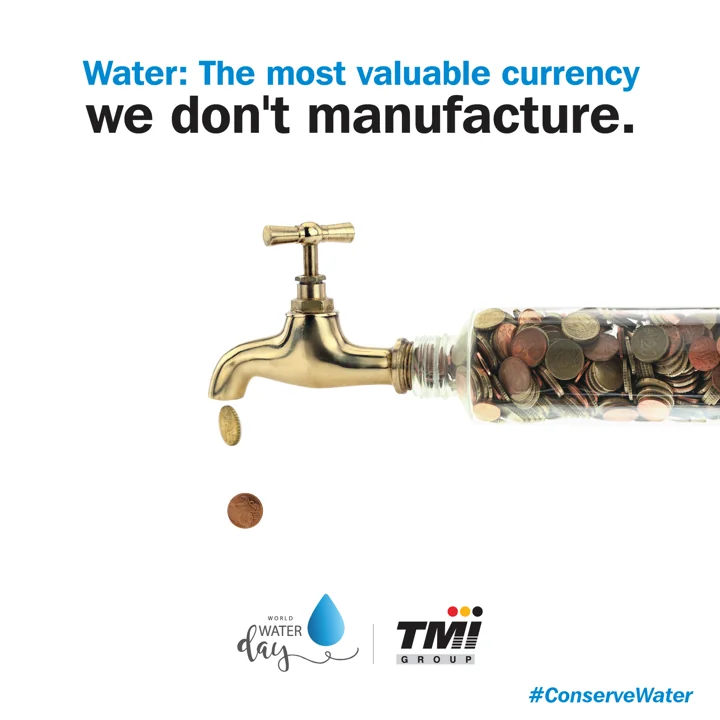 Water: The most valuable currency
we don't manufacture.
WORLD
WATER
day
TMi
GROUP
#ConserveWater